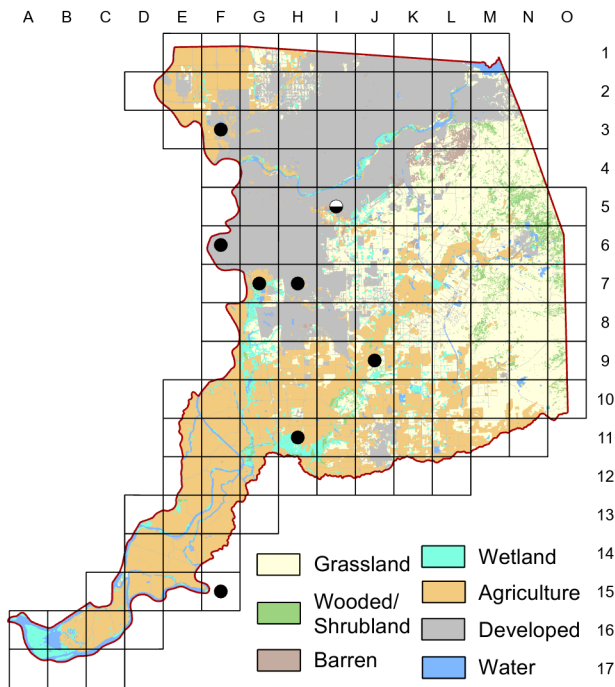 A B C D E F G H I J K L M N O
1
2
3
4
5
6
7
8
9
10
11
12
13
14
15
16
17
Grassland
Wooded/
Shrubland
Barren
Wetland
Agriculture
Developed
Water